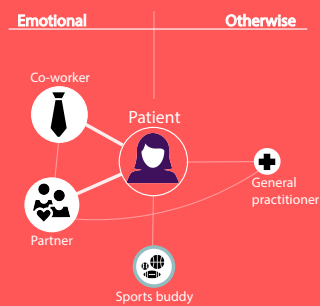 Emotional
Otherwise
Co-worker
Patient
General
practitioner
Partner
Sports buddy